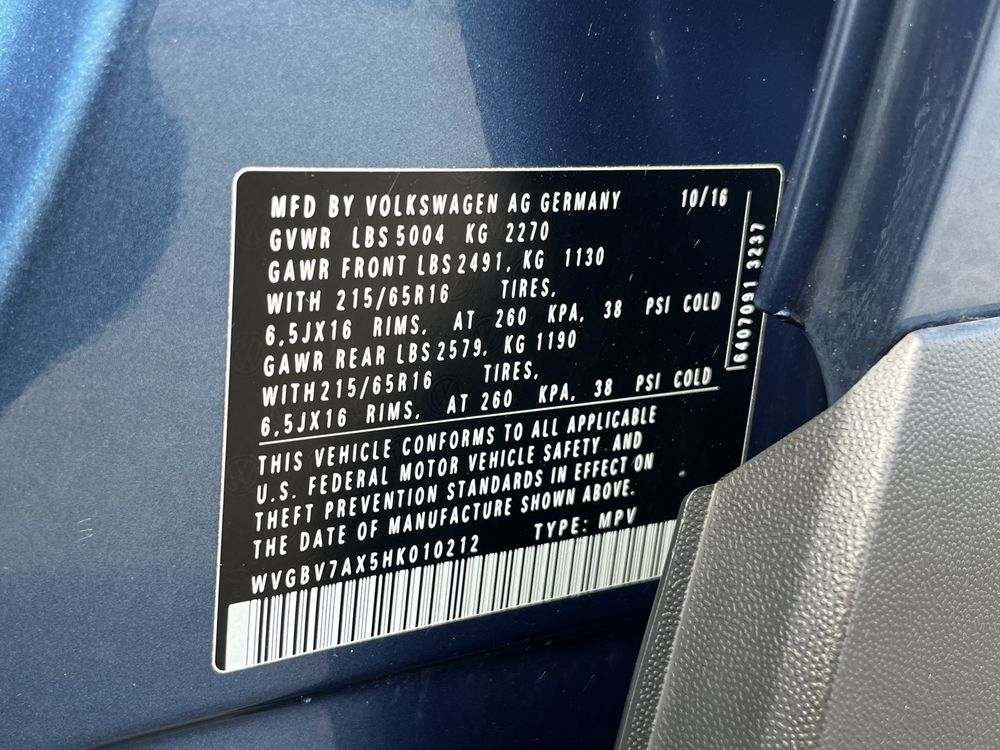 MFD BY VOLKSWAGEN AG GERMANY 10/16
GVWR LBS 5004 KG 2270
GAWR FRONT LBS 2491, KG 1130
WITH 215/65R16 TIRES,
6,5JX16 RIMS, AT 260 KPA, 38 PSI COLD
GAWR REAR LBS 2579, KG 1190
WITH 215/65R16 TIRES,
6,5JX16 RIMS, AT 260 KPA, 38 PSI COLD
THIS VEHICLE CONFORMS TO ALL APPLICABLE
U.S. FEDERAL MOTOR VEHICLE SAFETY AND
THEFT PREVENTION STANDARDS IN EFFECT ON
THE DATE OF MANUFACTURE SHOWN ABOVE.
WVGBV7AX5HK010212 TYPE: MPV
6407091 3237